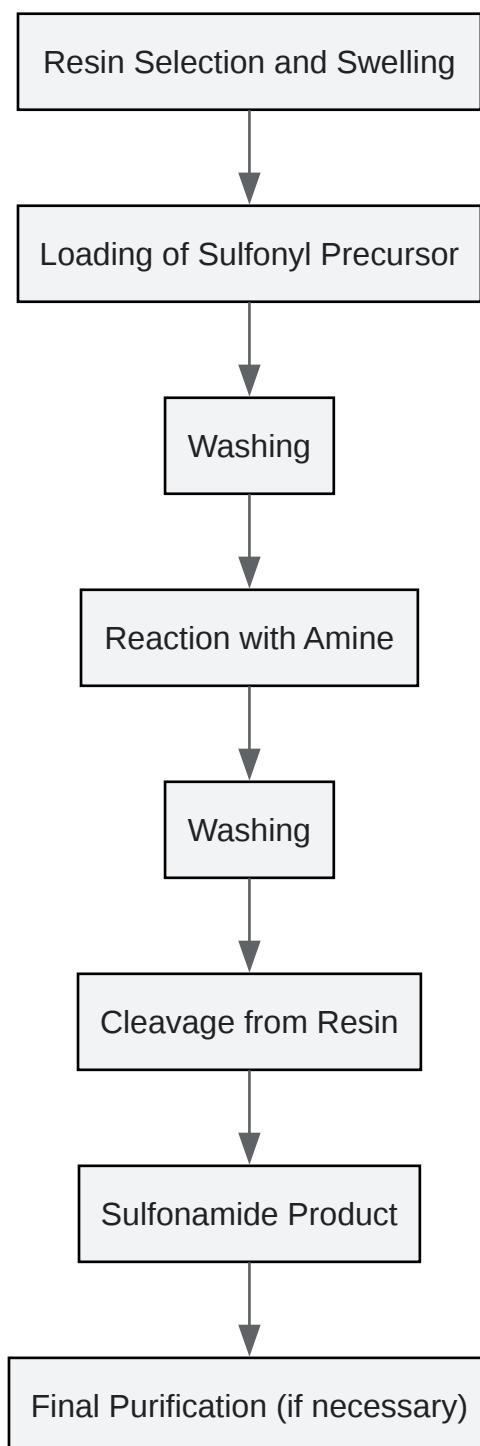 Resin Selection and Swelling
Loading of Sulfonyl Precursor
Washing
Reaction with Amine
Washing
Cleavage from Resin
Sulfonamide Product
Final Purification (if necessary)